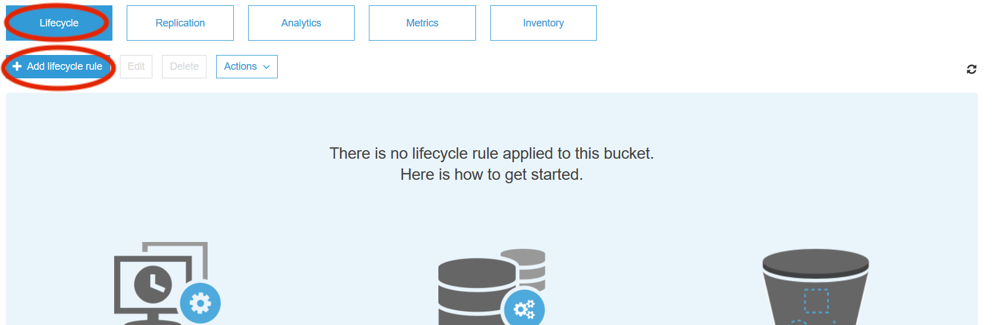 Lifecycle
Replication
Analytics
Metrics
Inventory
+ Add lifecycle rule
Edit
Delete
Actions
There is no lifecycle rule applied to this bucket.
Here is how to get started.